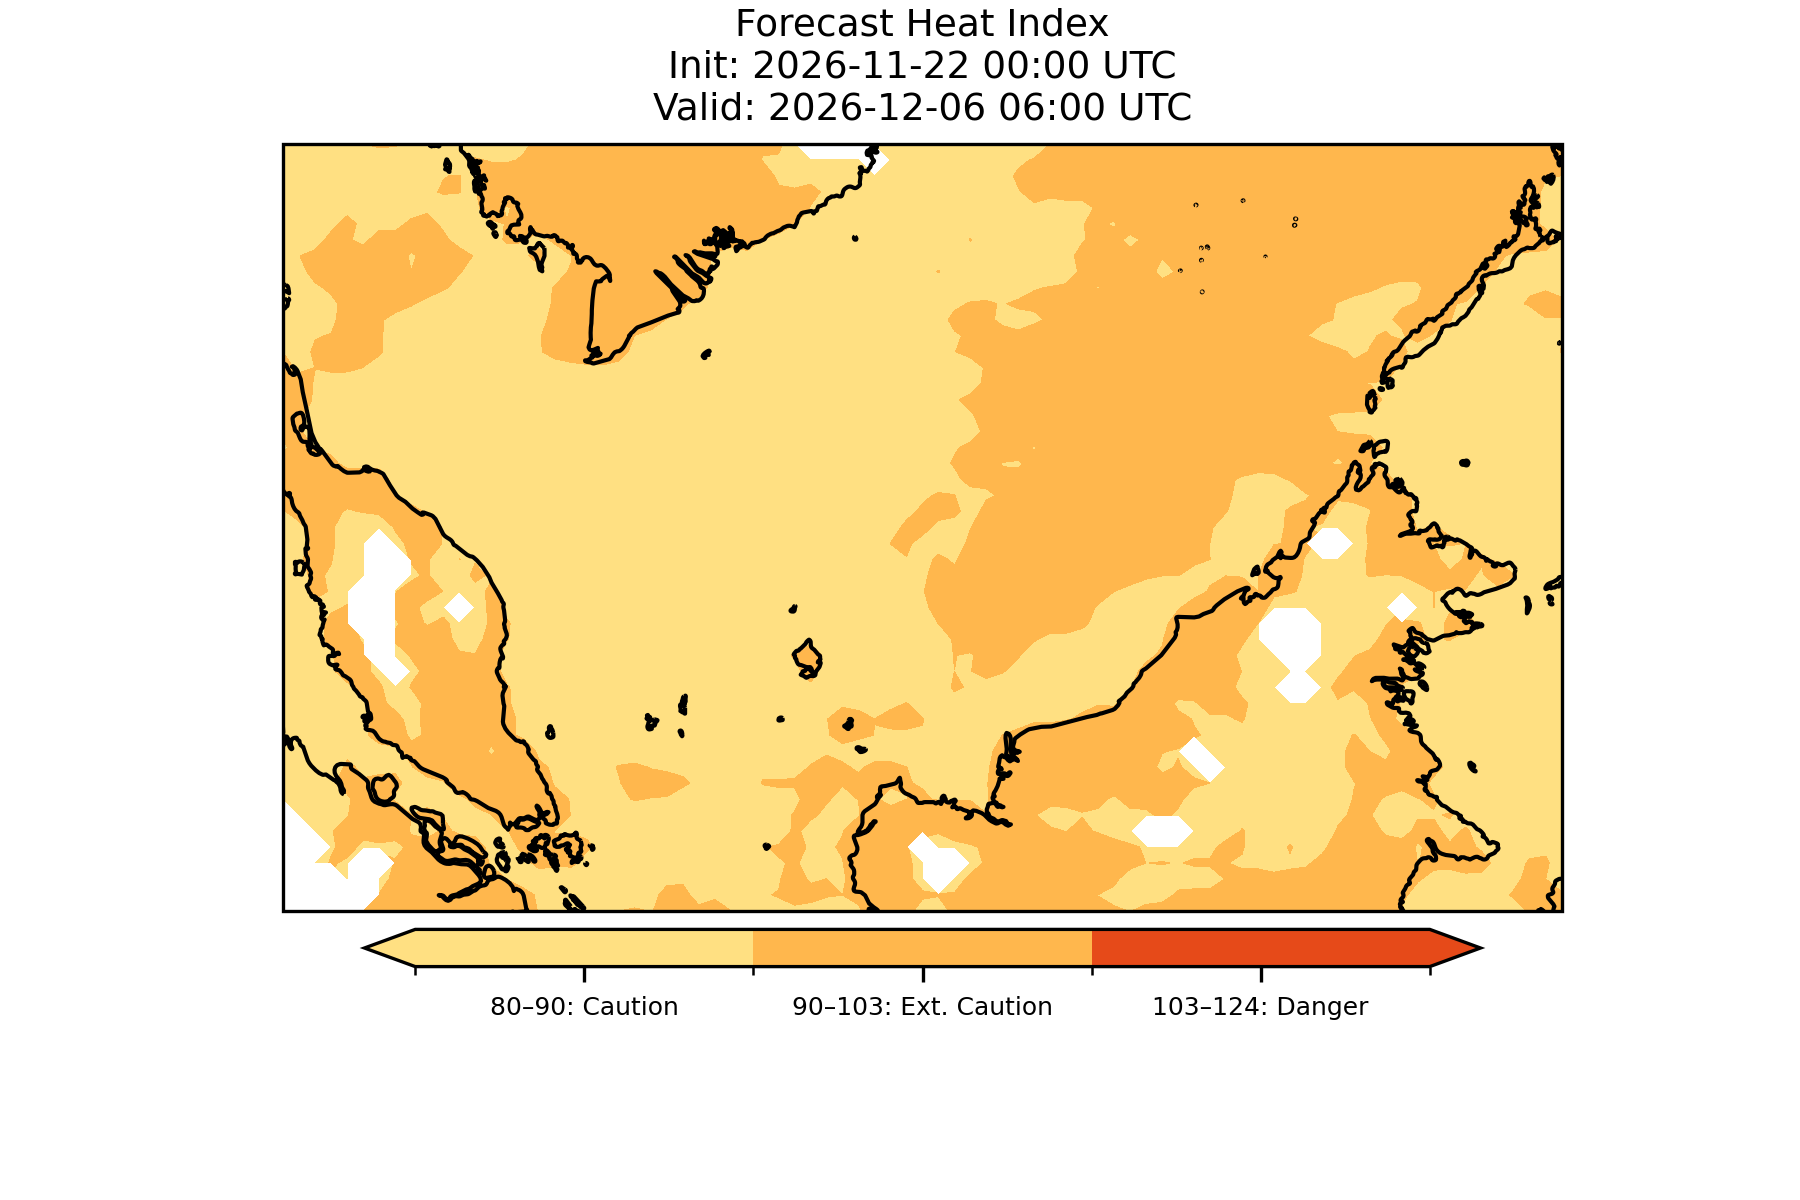 Forecast Heat Index
Init: 2026-11-22 00:00 UTC
Valid: 2026-12-06 06:00 UTC
80–90: Caution
90–103: Ext. Caution
103–124: Danger